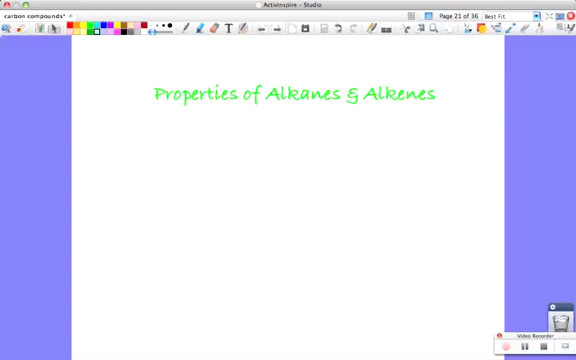 ActivInspire - Studio
carbon compounds*
Page 21 of 36
Best Fit
Properties of Alkanes & Alkenes
Video Recorder